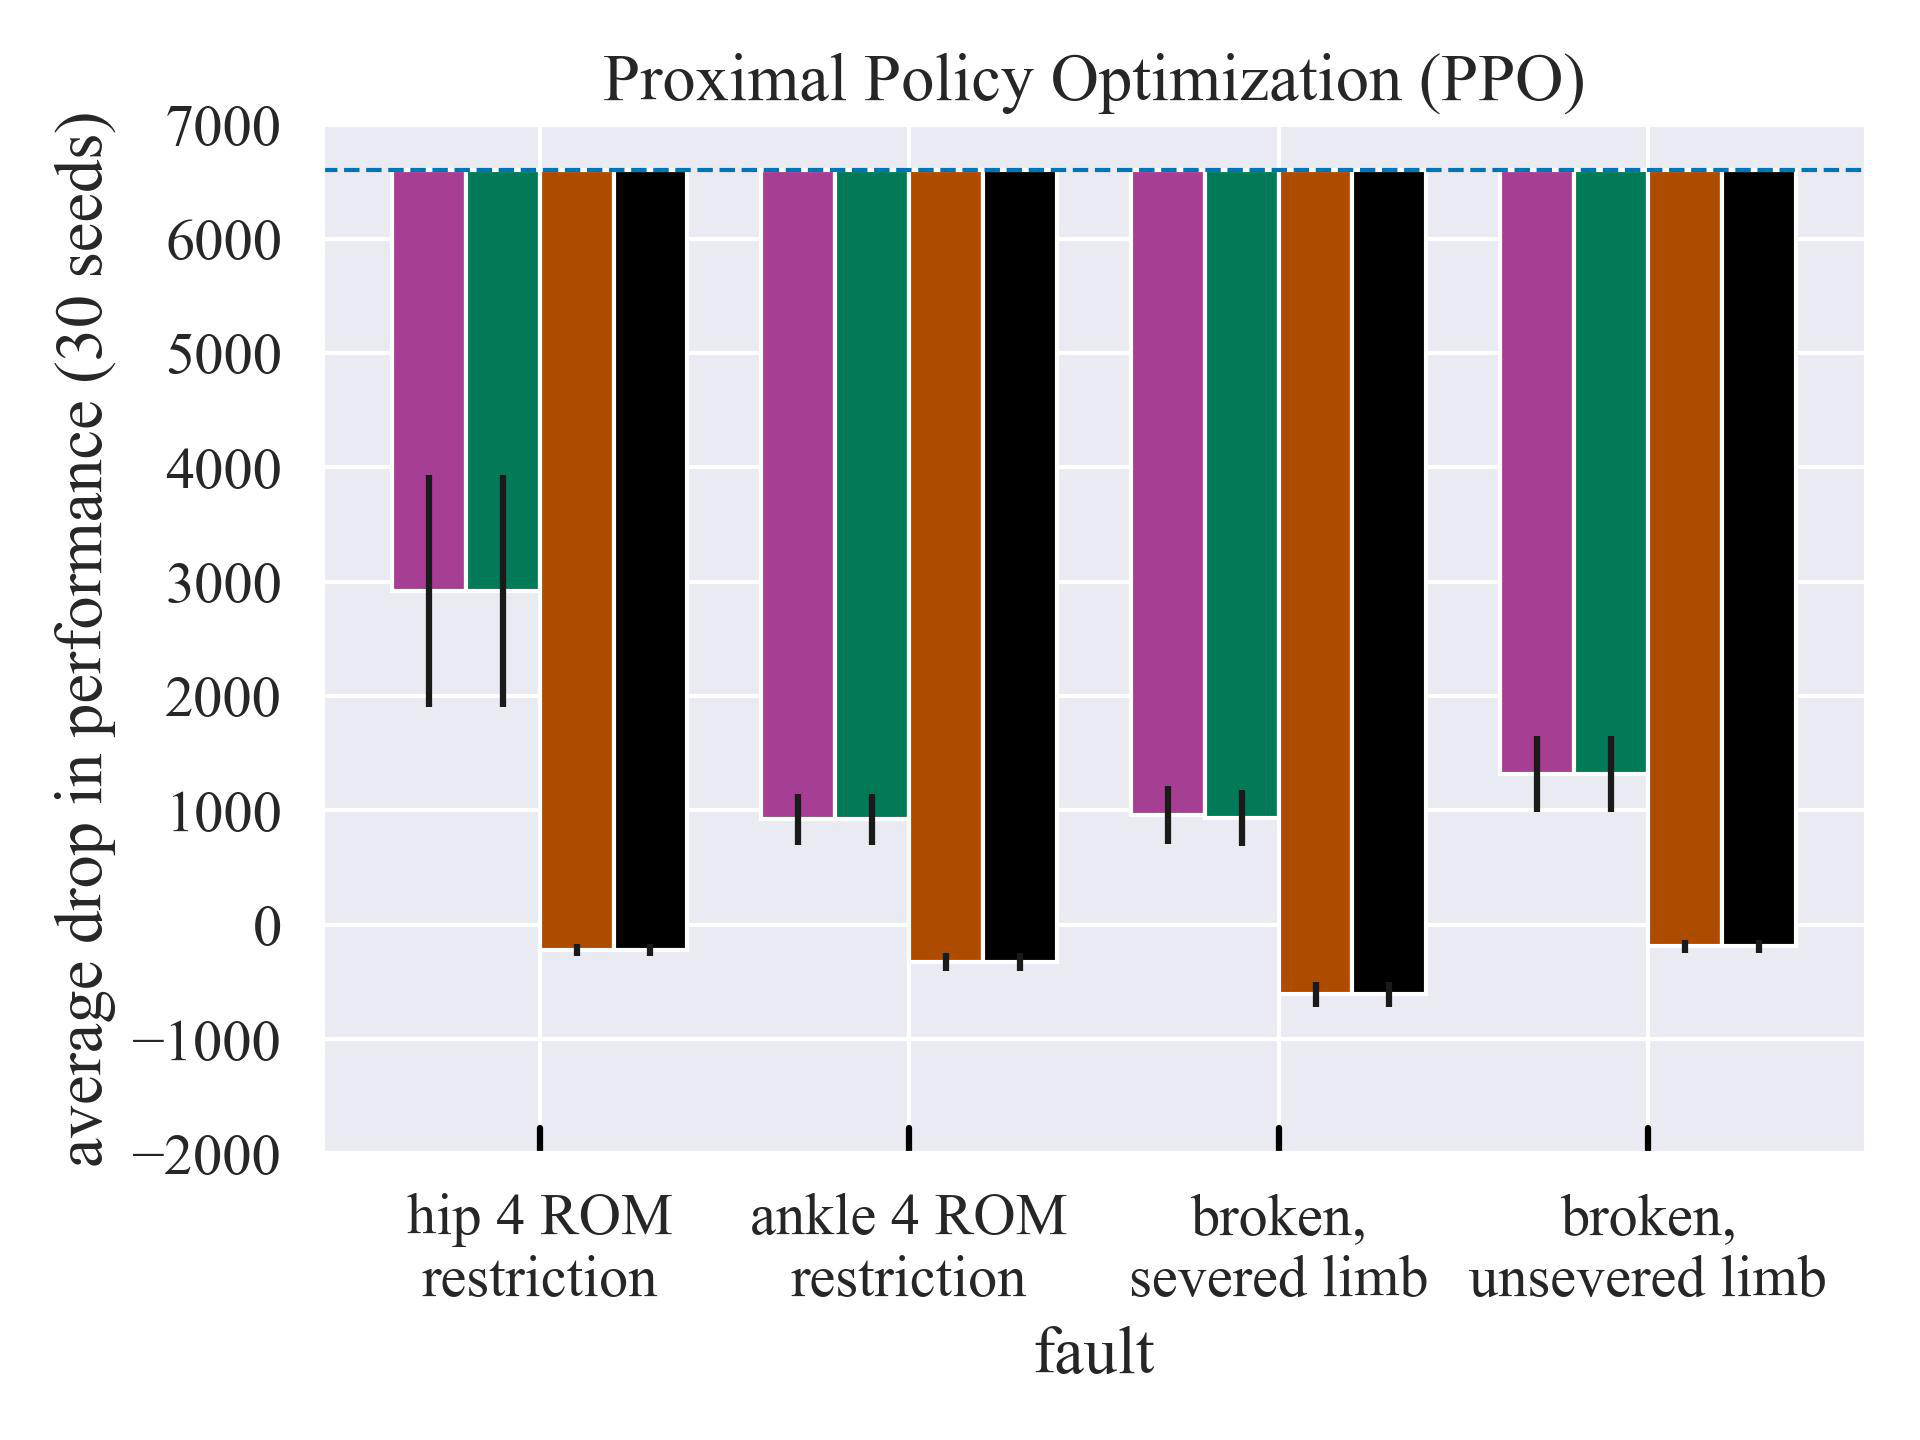 Proximal Policy Optimization (PPO)
average drop in performance (30 seeds)
7000
6000
5000
4000
3000
2000
1000
0
−1000
−2000
hip 4 ROM
restriction
ankle 4 ROM
restriction
broken,
severed limb
broken,
unsevered limb
fault